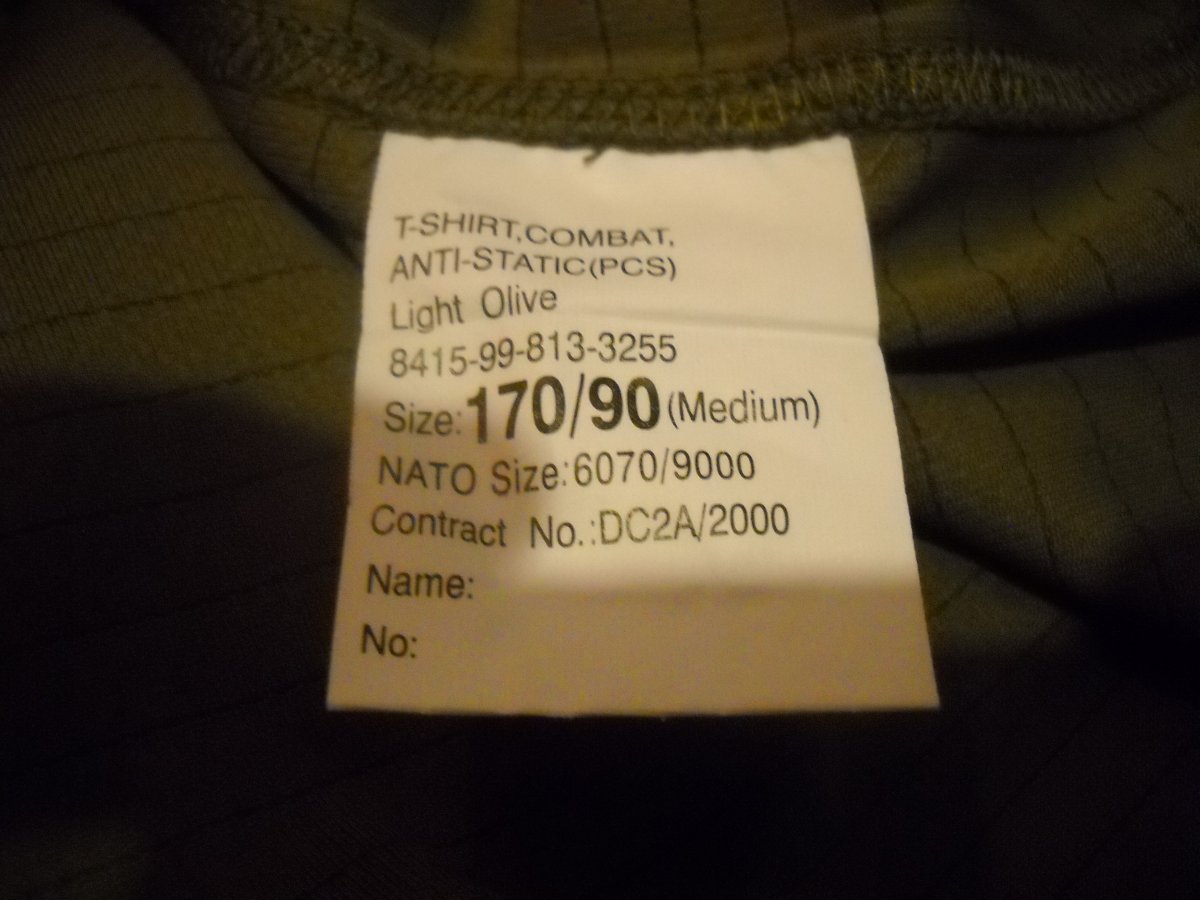 T-SHIRT,COMBAT,
ANTI-STATIC(PCS)
Light Olive
8415-99-813-3255
Size:170/90(Medium)
NATO Size:6070/9000
Contract No.:DC2A/2000
Name:
No: